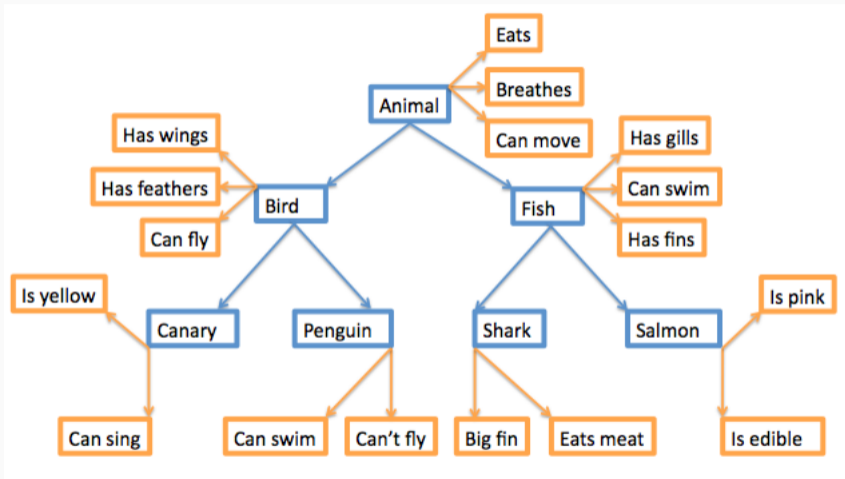 Eats
Breathes
Animal
Can move
Has wings
Has gills
Has feathers
Can swim
Bird
Fish
Can fly
Has fins
Is yellow
Is pink
Canary
Penguin
Shark
Salmon
Can sing
Can swim
Can't fly
Big fin
Eats meat
Is edible